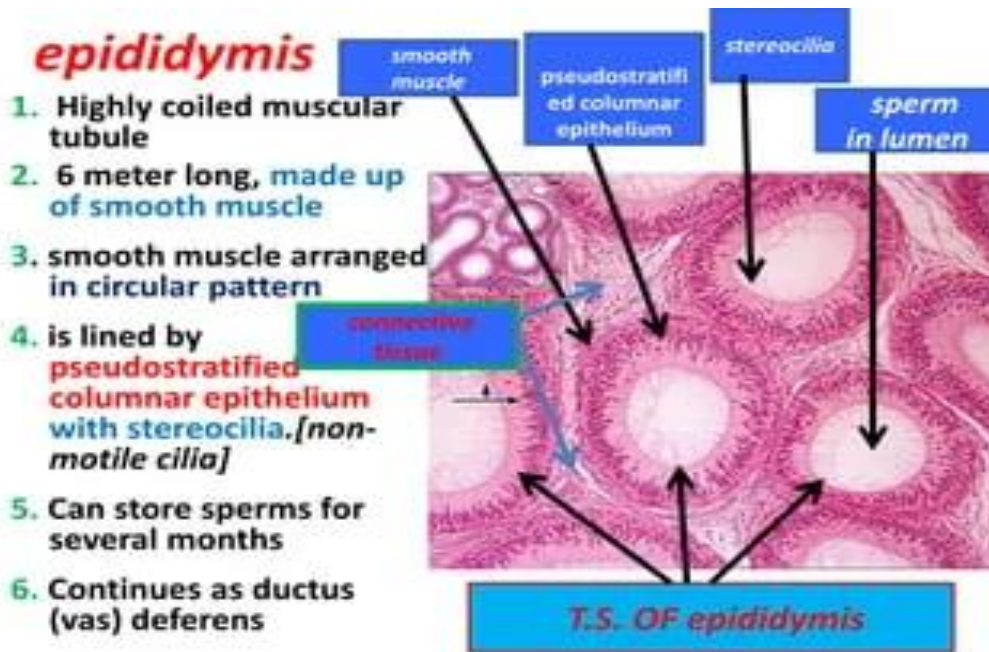 epididymis
1. Highly coiled muscular
tubule
2. 6 meter long, made up
of smooth muscle
3. smooth muscle arranged
in circular pattern
4. is lined by
pseudostratified
columnar epithelium
with stereocilia.[non-
motile cilia]
5. Can store sperms for
several months
6. Continues as ductus
(vas) deferens
smooth
muscle
pseudostratifi
ed columnar
epithelium
stereocilia
sperm
in lumen
connective
tissue
T.S. OF epididymis